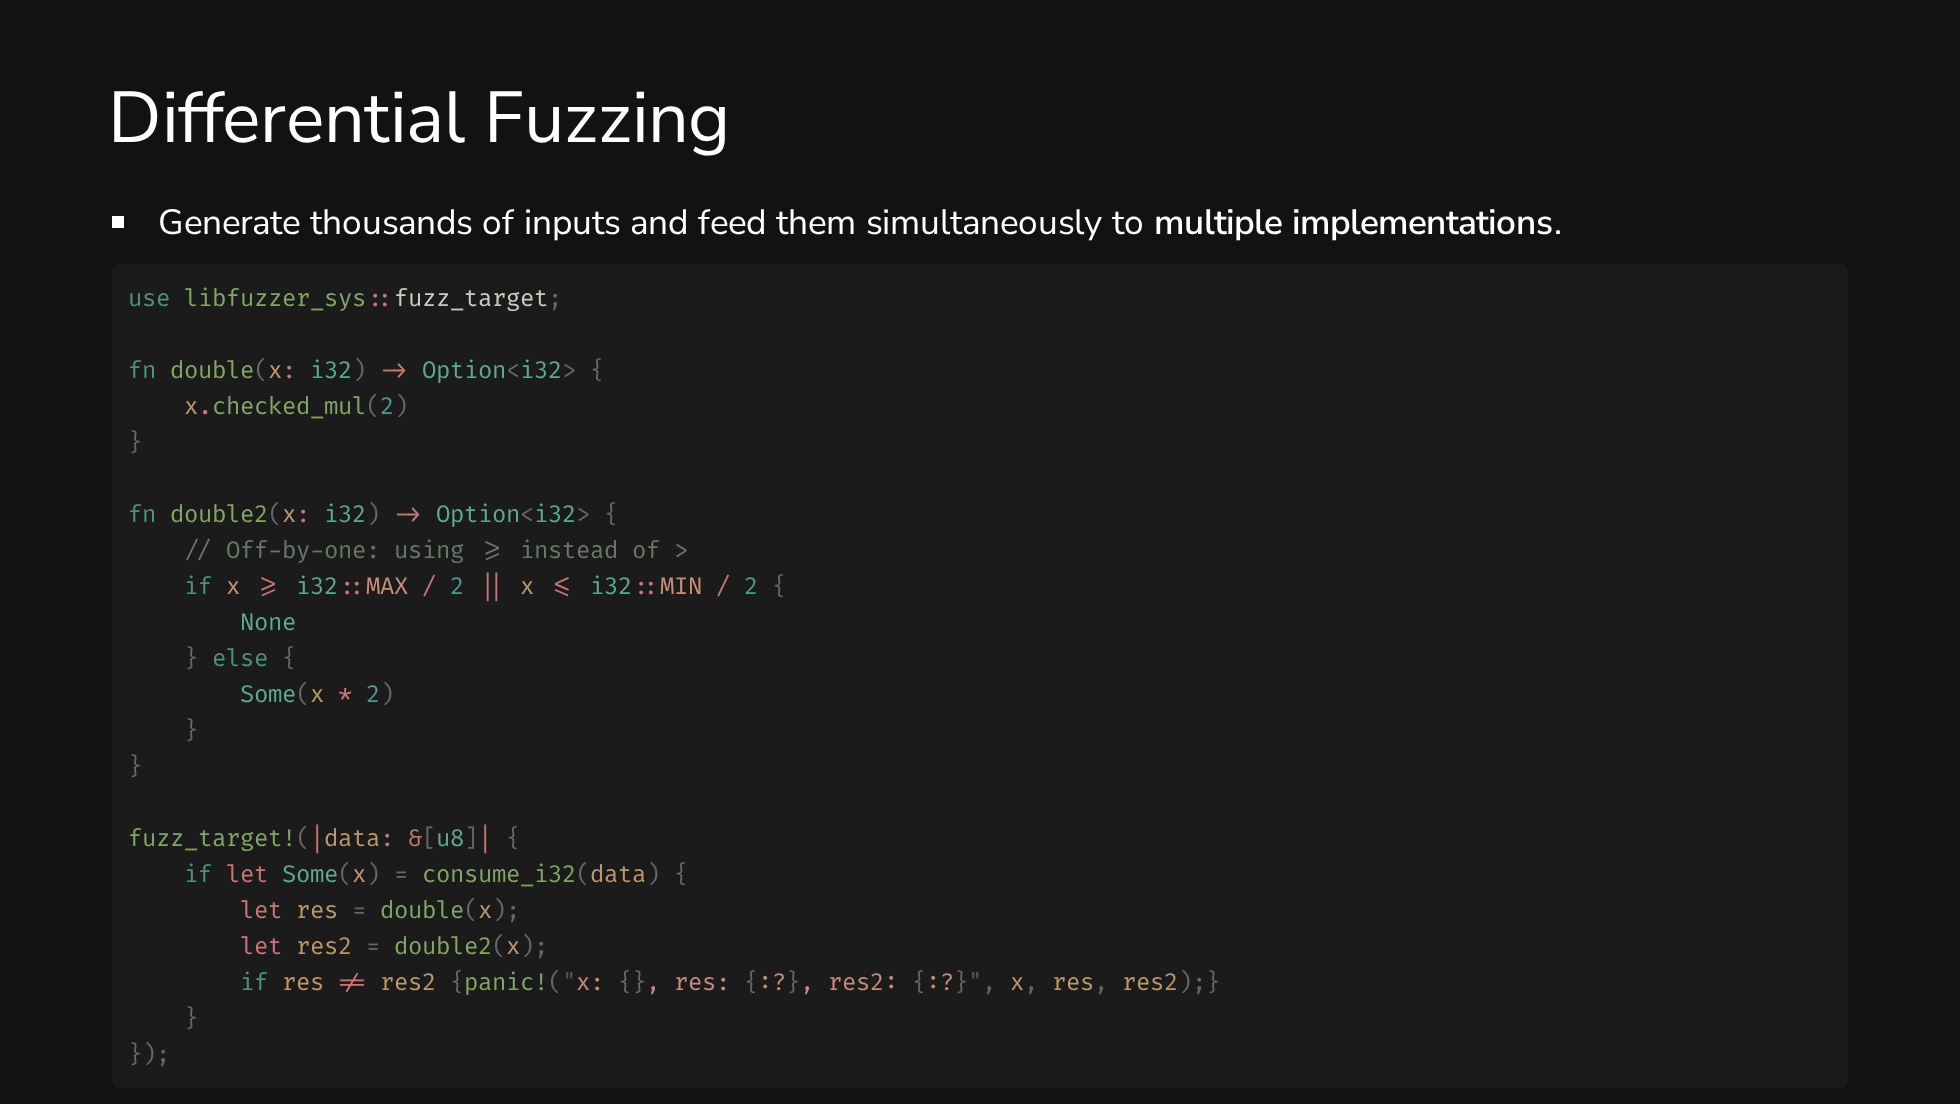 Differential Fuzzing
Generate thousands of inputs and feed them simultaneously to multiple implementations.
use libfuzzer_sys::fuzz_target;
fn double(x: i32) -> Option<i32> {
    x.checked_mul(2)
}
fn double2(x: i32) -> Option<i32> {
    // Off-by-one: using >= instead of >
    if x >= i32::MAX / 2 || x <= i32::MIN / 2 {
        None
    } else {
        Some(x * 2)
    }
}
fuzz_target!(|data: &[u8]| {
    if let Some(x) = consume_i32(data) {
        let res = double(x);
        let res2 = double2(x);
        if res != res2 {panic!("x: {}, res: {:?}, res2: {:?}", x, res, res2);}
    }
});